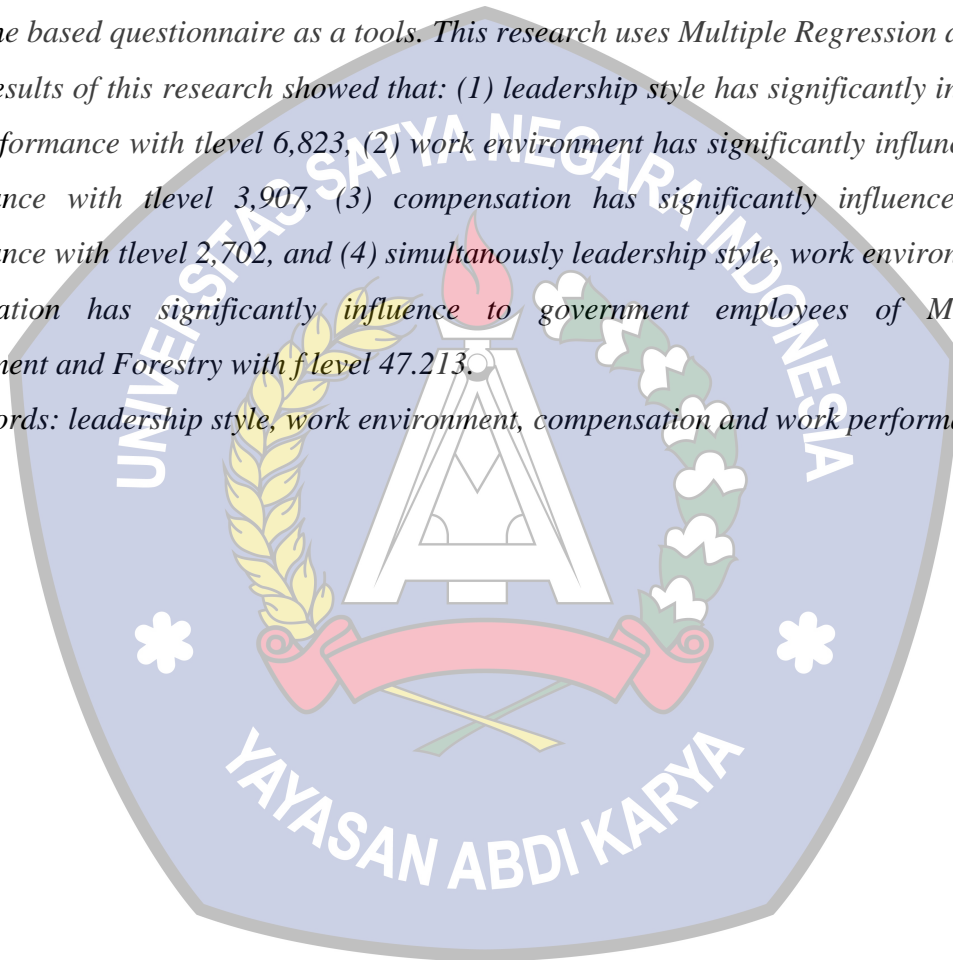 ne based questionnaire as a tools. This research uses Multiple Regression
esults of this research showed that: (1) leadership style has significantly in
formance with tlevel 6,823, (2) work environment has significantly influnc
nce with tlevel 3,907, (3) compensation has significantly influence
nce with tlevel 2,702, and (4) simultanously leadership style, work environ
ation has significantly influence to government employees of M
nent and Forestry with f level 47.213.
ords: leadership style, work environment, compensation and work performa
UNIVERSITAS SATYA NEGARA INDONESIA
YAYASAN ABDI KARYA